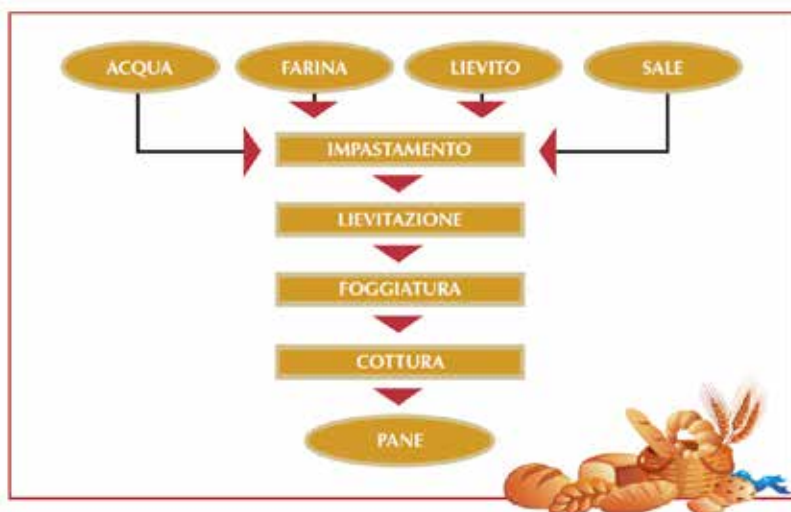 ACQUA
FARINA
LIEVITO
SALE
IMPASTAMENTO
LIEVITAZIONE
FOGGIATURA
COTTURA
PANE